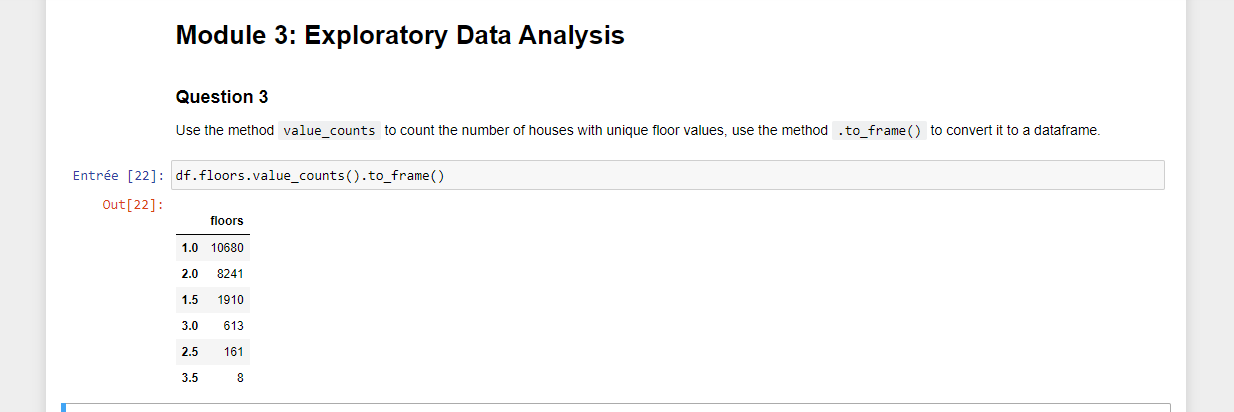 Module 3: Exploratory Data Analysis
Question 3
Use the method value_counts to count the number of houses with unique floor values, use the method .to_frame() to convert it to a dataframe.
Entrée [22]: df.floors.value_counts().to_frame()
Out[22]:
floors
1.0 10680
2.0 8241
1.5 1910
3.0 613
2.5 161
3.5 8